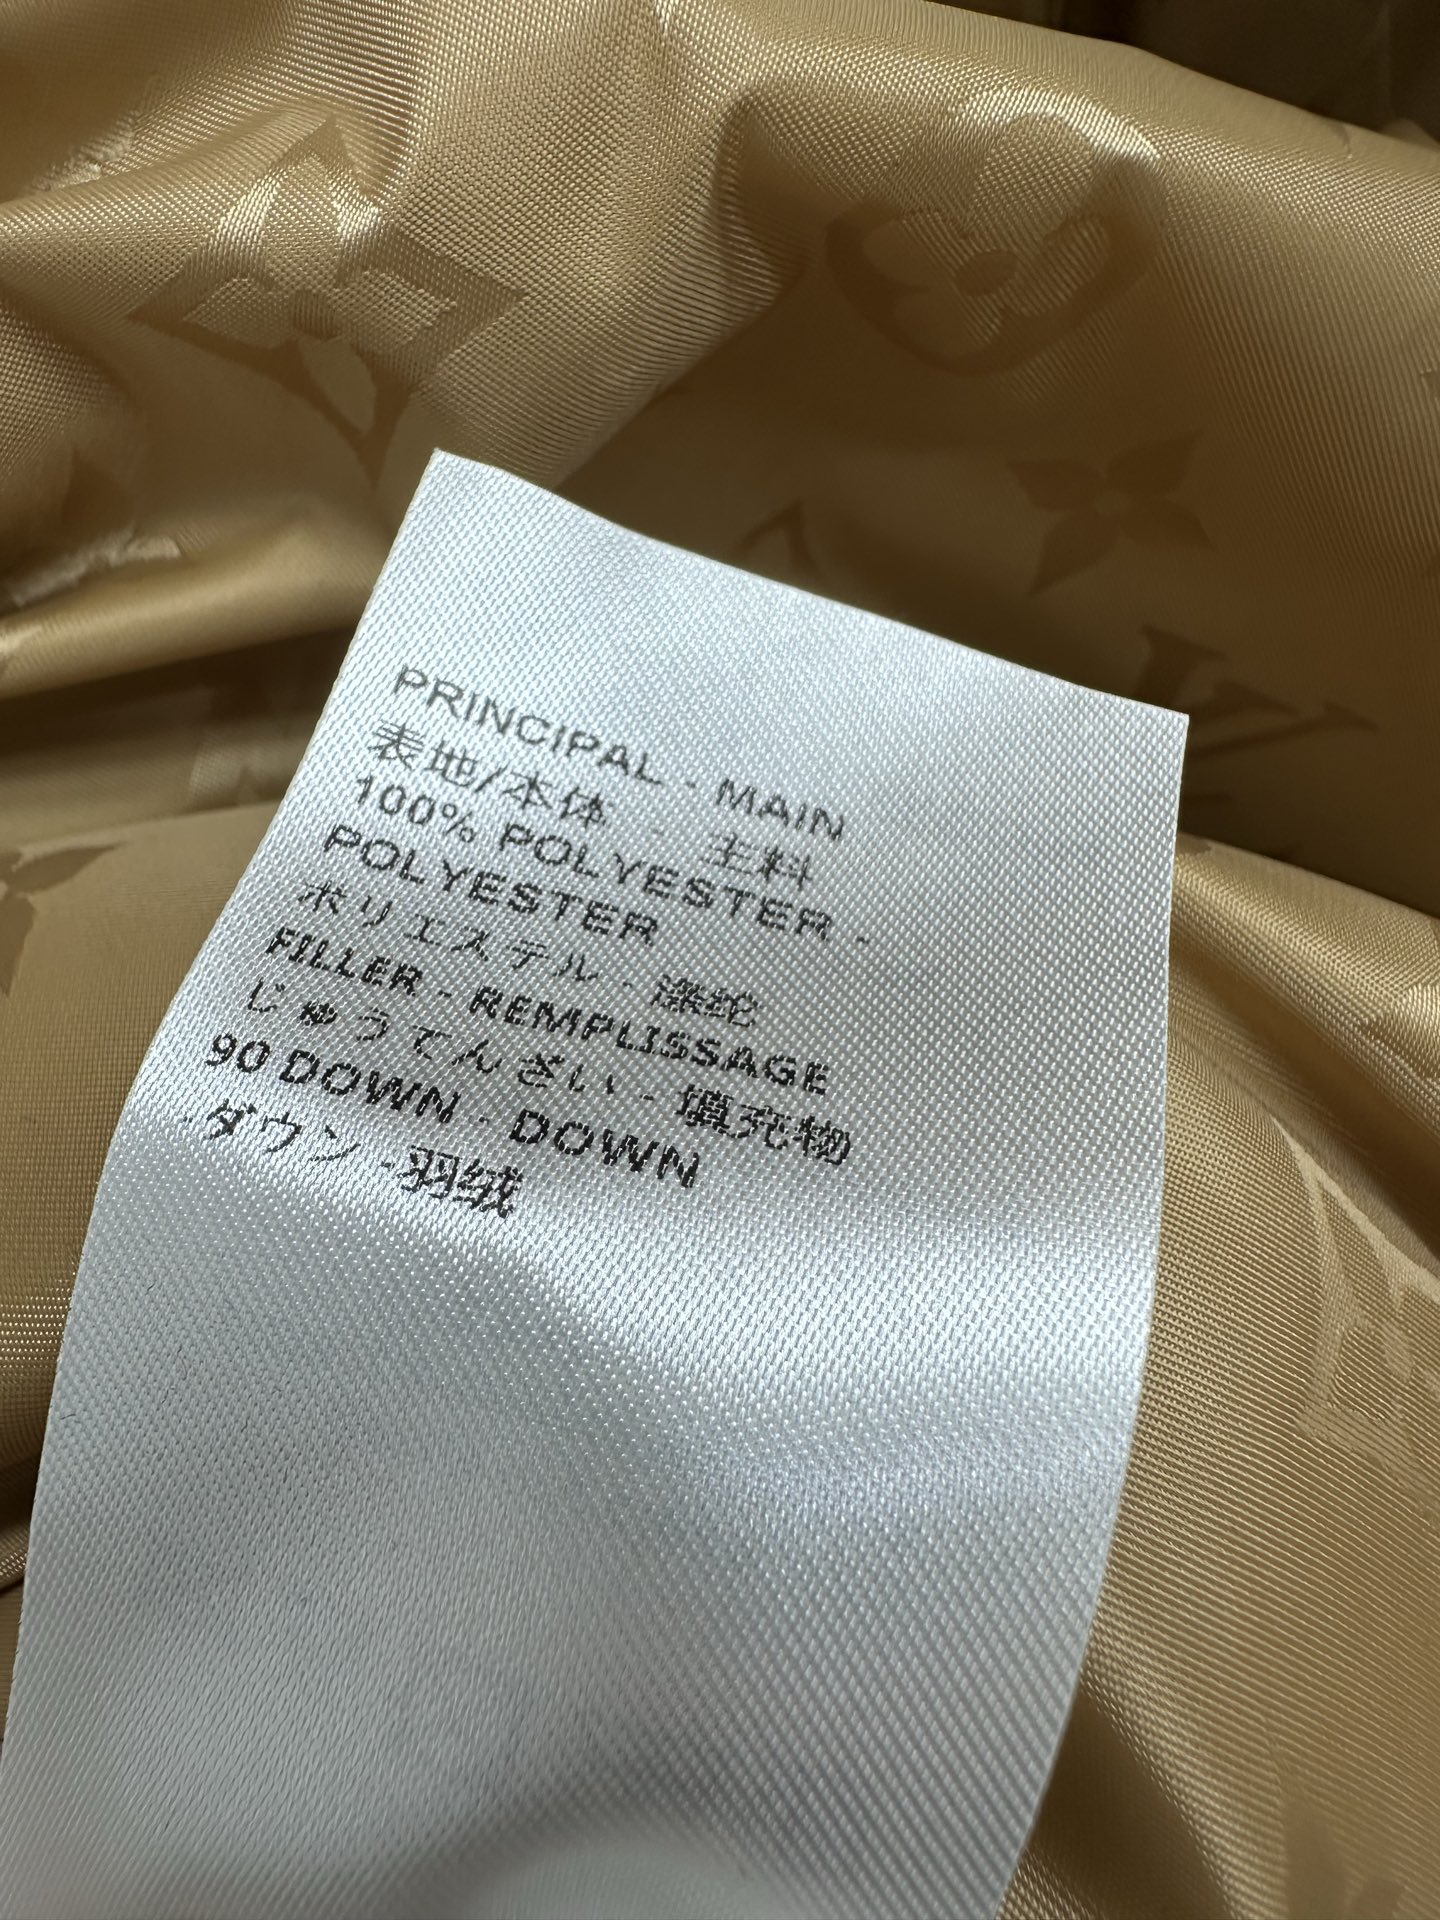 PRINCIPAL - MAIN
表地/本体 - 主料
100% POLYESTER -
POLYESTER
ポリエステル - 涤纶
FILLER - REMPLISSAGE
じゅうてんざい - 填充物
90 DOWN - DOWN
-ダウン -羽绒
LV